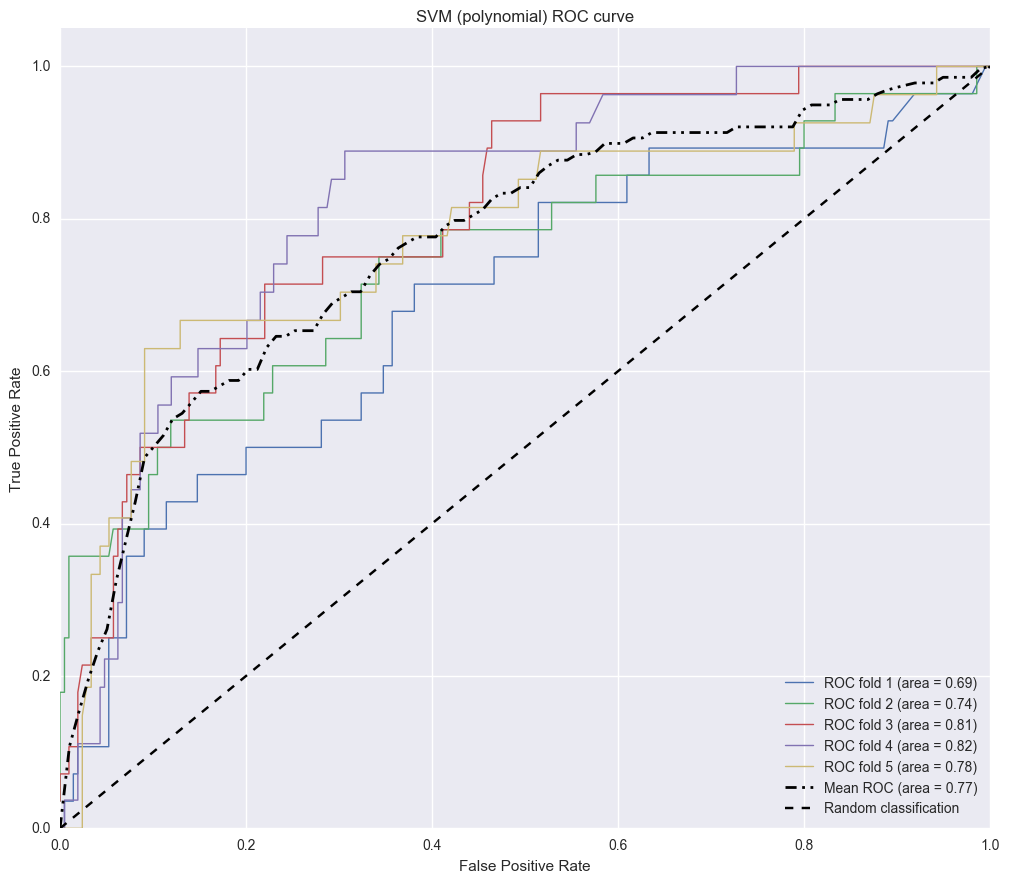 SVM (polynomial) ROC curve
True Positive Rate
1.0
0.8
0.6
0.4
0.2
0.0
ROC fold 1 (area = 0.69)
ROC fold 2 (area = 0.74)
ROC fold 3 (area = 0.81)
ROC fold 4 (area = 0.82)
ROC fold 5 (area = 0.78)
Mean ROC (area = 0.77)
Random classification
0.0 0.2 0.4 0.6 0.8 1.0
False Positive Rate